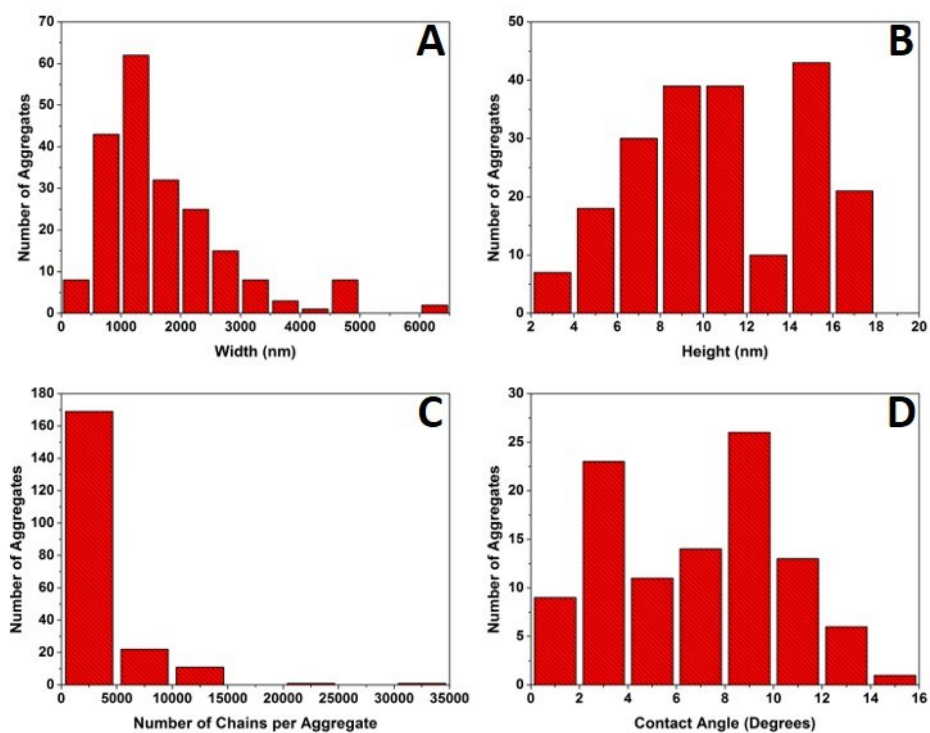 A
Number of Aggregates
70
60
50
40
30
20
10
0
0 1000 2000 3000 4000 5000 6000
Width (nm)
B
Number of Aggregates
50
40
30
20
10
0
2 4 6 8 10 12 14 16 18 20
Height (nm)
C
Number of Aggregates
180
160
140
120
100
80
60
40
20
0
0 5000 10000 15000 20000 25000 30000 35000
Number of Chains per Aggregate
D
Number of Aggregates
30
25
20
15
10
5
0
0 2 4 6 8 10 12 14 16
Contact Angle (Degrees)